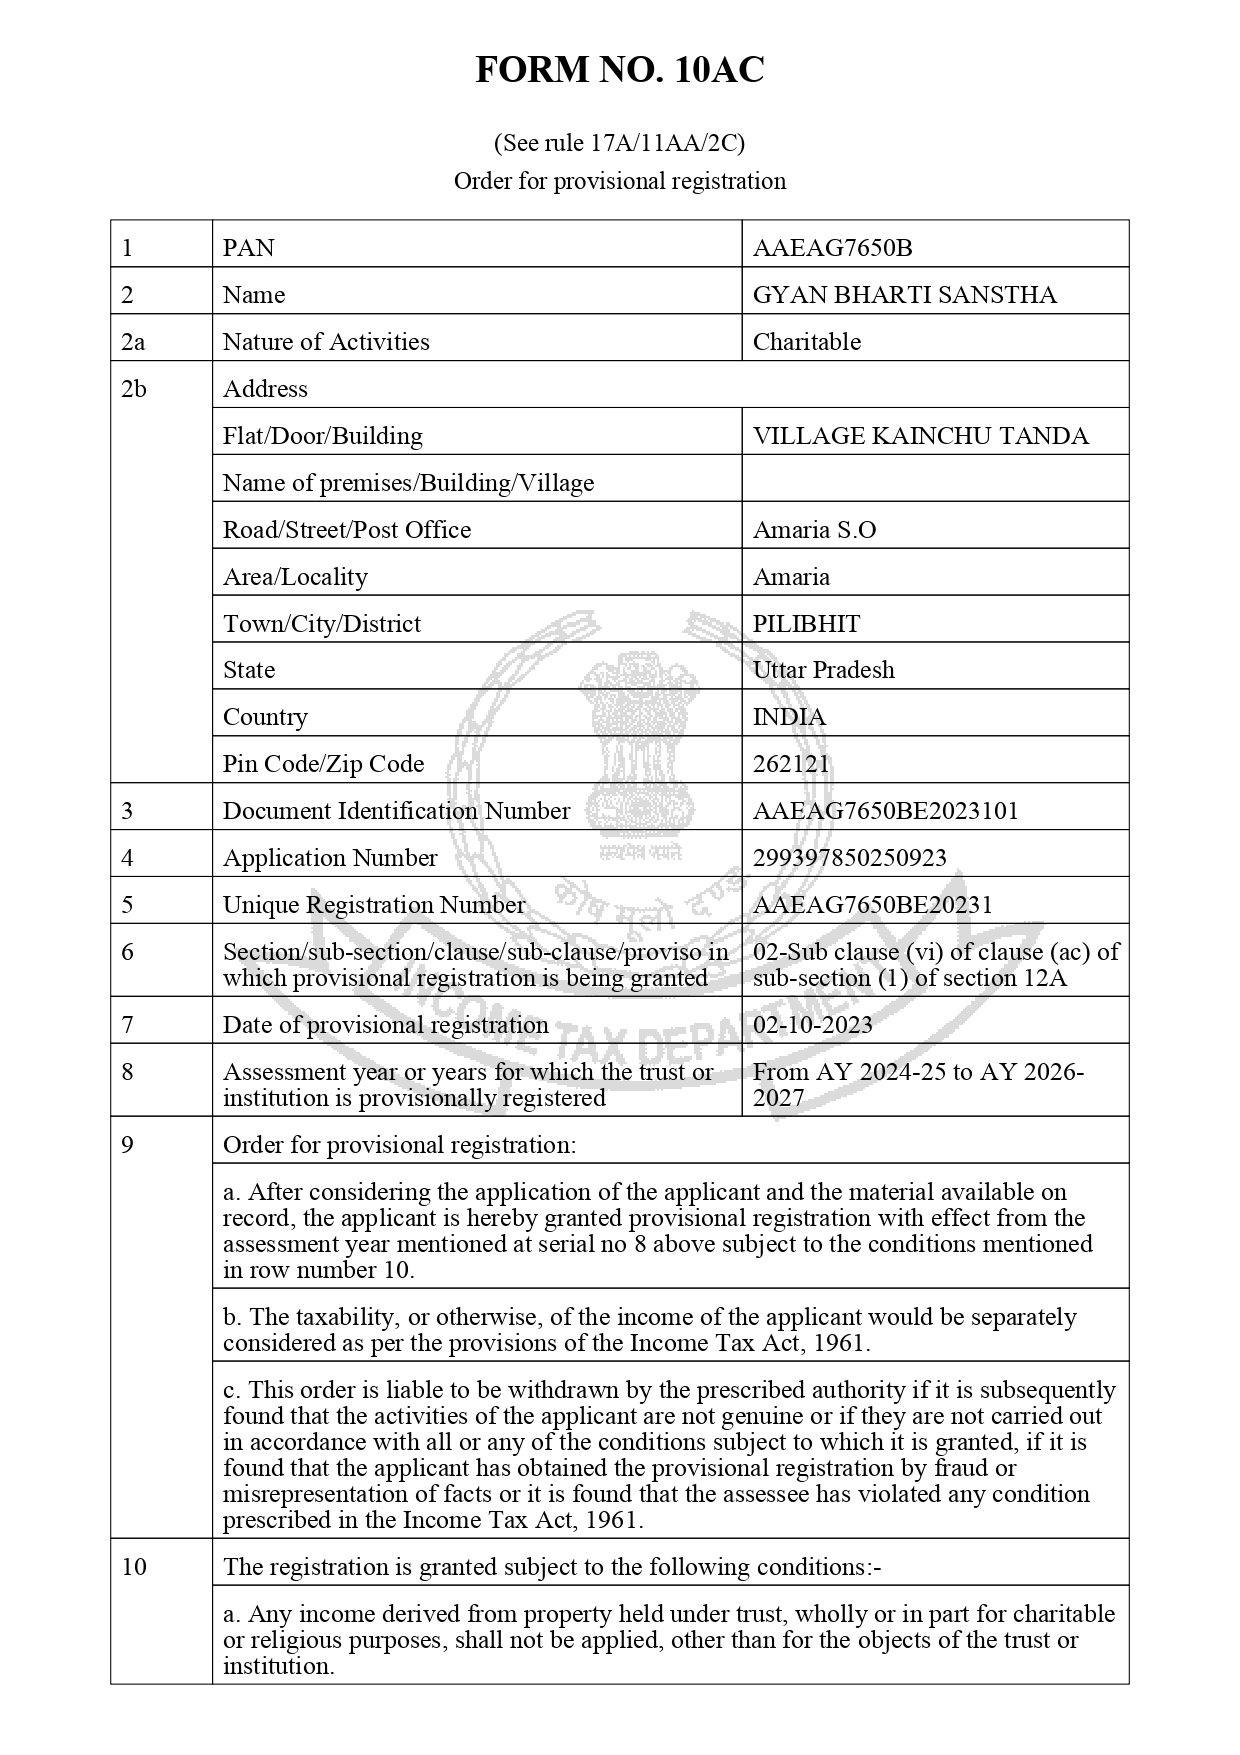 FORM NO. 10AC
(See rule 17A/11AA/2C)
Order for provisional registration
1 PAN AAEAG7650B
2 Name GYAN BHARTI SANSTHA
2a Nature of Activities Charitable
2b Address
Flat/Door/Building VILLAGE KAINCHU TANDA
Name of premises/Building/Village
Road/Street/Post Office Amaria S.O
Area/Locality Amaria
Town/City/District PILIBHIT
State Uttar Pradesh
Country INDIA
Pin Code/Zip Code 262121
3 Document Identification Number AAEAG7650BE2023101
सत्यमेव जयते
4 Application Number 299397850250923
कोष मूलो दण्ड
5 Unique Registration Number AAEAG7650BE20231
6 Section/sub-section/clause/sub-clause/proviso in 02-Sub clause (vi) of clause (ac) of
which provisional registration is being granted sub-section (1) of section 12A
INCOME TAX DEPARTMENT
7 Date of provisional registration 02-10-2023
8 Assessment year or years for which the trust or From AY 2024-25 to AY 2026-
institution is provisionally registered 2027
9 Order for provisional registration:
a. After considering the application of the applicant and the material available on
record, the applicant is hereby granted provisional registration with effect from the
assessment year mentioned at serial no 8 above subject to the conditions mentioned
in row number 10.
b. The taxability, or otherwise, of the income of the applicant would be separately
considered as per the provisions of the Income Tax Act, 1961.
c. This order is liable to be withdrawn by the prescribed authority if it is subsequently
found that the activities of the applicant are not genuine or if they are not carried out
in accordance with all or any of the conditions subject to which it is granted, if it is
found that the applicant has obtained the provisional registration by fraud or
misrepresentation of facts or it is found that the assessee has violated any condition
prescribed in the Income Tax Act, 1961.
10 The registration is granted subject to the following conditions:-
a. Any income derived from property held under trust, wholly or in part for charitable
or religious purposes, shall not be applied, other than for the objects of the trust or
institution.